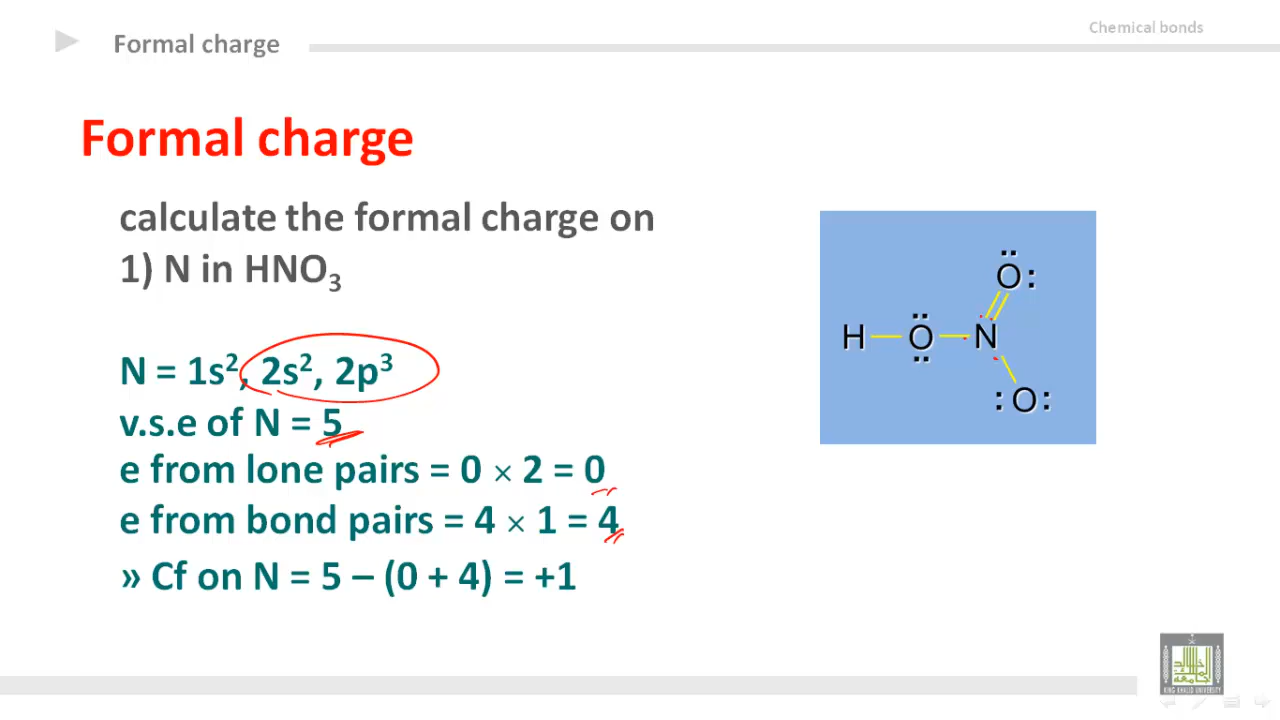 Formal charge
Chemical bonds
Formal charge
calculate the formal charge on
1) N in HNO₃
N = 1s², 2s², 2p³
v.s.e of N = 5
e from lone pairs = 0 × 2 = 0
e from bond pairs = 4 × 1 = 4
» Cf on N = 5 – (0 + 4) = +1
O
H O N
O
KING KHALID UNIVERSITY